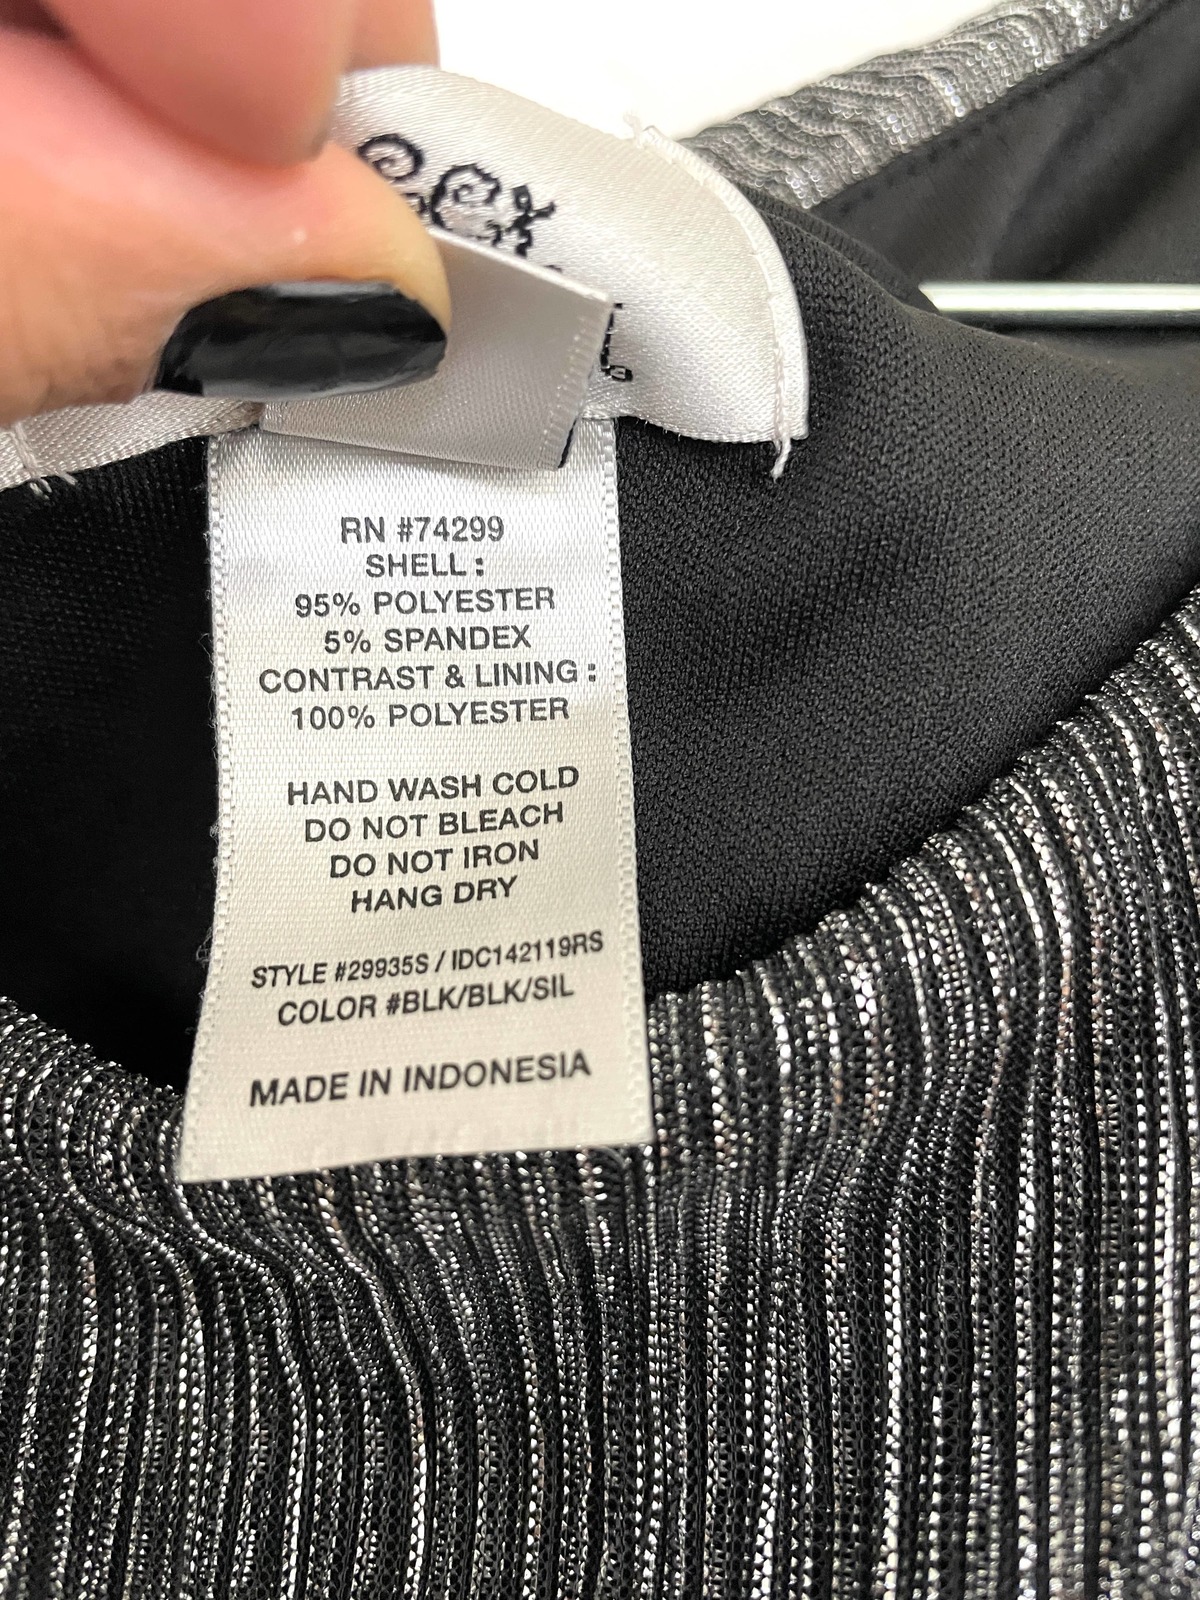 RN #74299
SHELL :
95% POLYESTER
5% SPANDEX
CONTRAST & LINING :
100% POLYESTER
HAND WASH COLD
DO NOT BLEACH
DO NOT IRON
HANG DRY
STYLE #29935S / IDC142119RS
COLOR #BLK/BLK/SIL
MADE IN INDONESIA